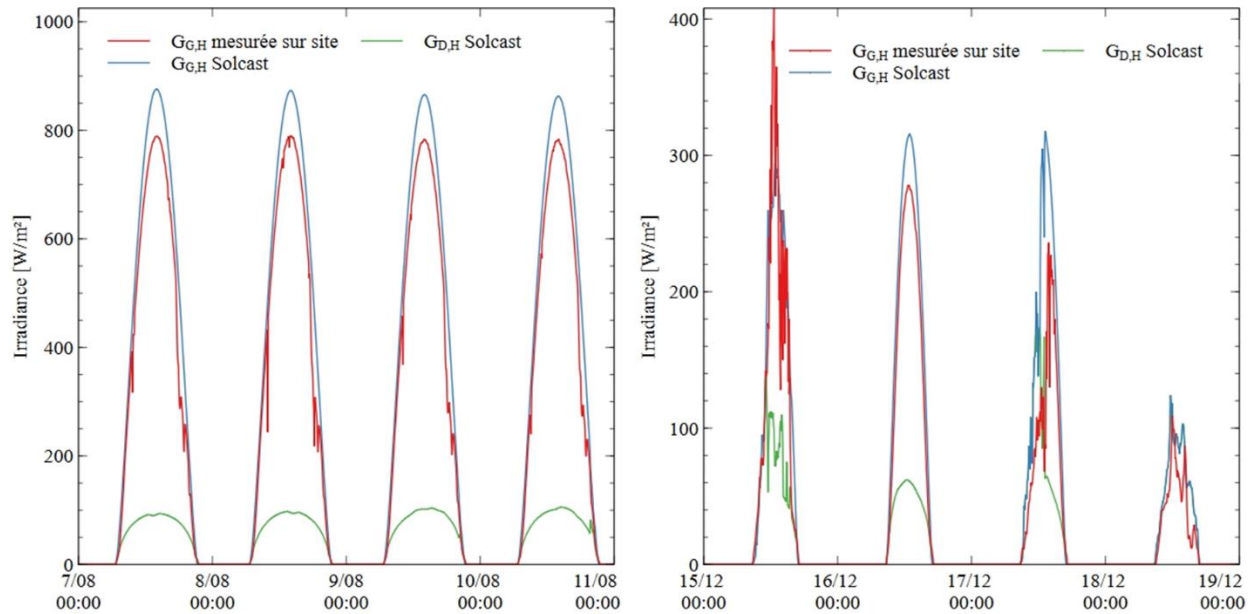 1000
800
600
400
200
0
Irradiance [W/m²]
G_G,H mesurée sur site
G_D,H Solcast
G_G,H Solcast
7/08 8/08 9/08 10/08 11/08
00:00 00:00 00:00 00:00 00:00
400
300
200
100
0
Irradiance [W/m²]
G_G,H mesurée sur site
G_D,H Solcast
G_G,H Solcast
15/12 16/12 17/12 18/12 19/12
00:00 00:00 00:00 00:00 00:00